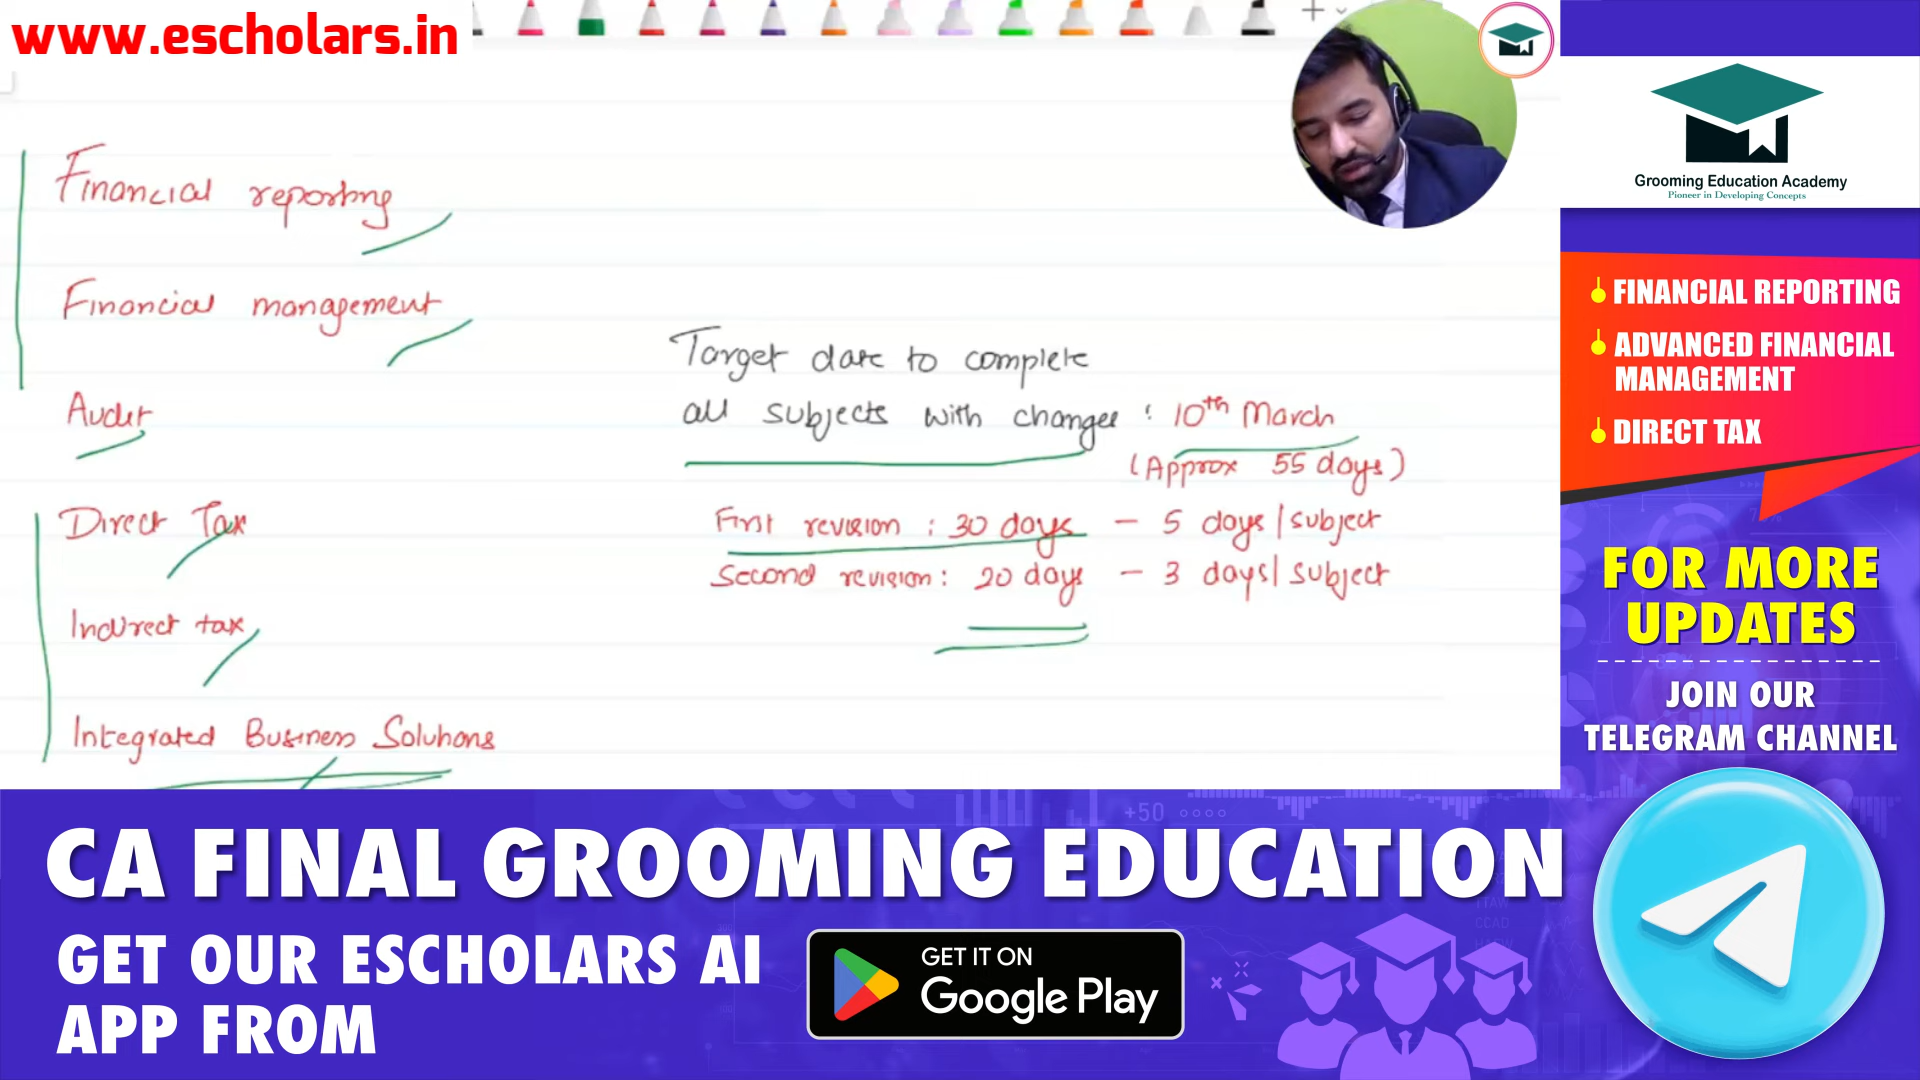 www.escholars.in
Financial reporting
Financial management
Audit
Direct Tax
Indirect tax
Integrated Business Solutions
Target date to complete
all subjects with changes : 10th March
(Approx 55 days)
First revision : 30 days - 5 days/subject
Second revision : 20 days - 3 days/subject
Grooming Education Academy
Pioneer in Developing Concepts
FINANCIAL REPORTING
ADVANCED FINANCIAL
MANAGEMENT
DIRECT TAX
FOR MORE
UPDATES
JOIN OUR
TELEGRAM CHANNEL
+50
CA FINAL GROOMING EDUCATION
GET OUR ESCHOLARS AI
APP FROM
GET IT ON
Google Play